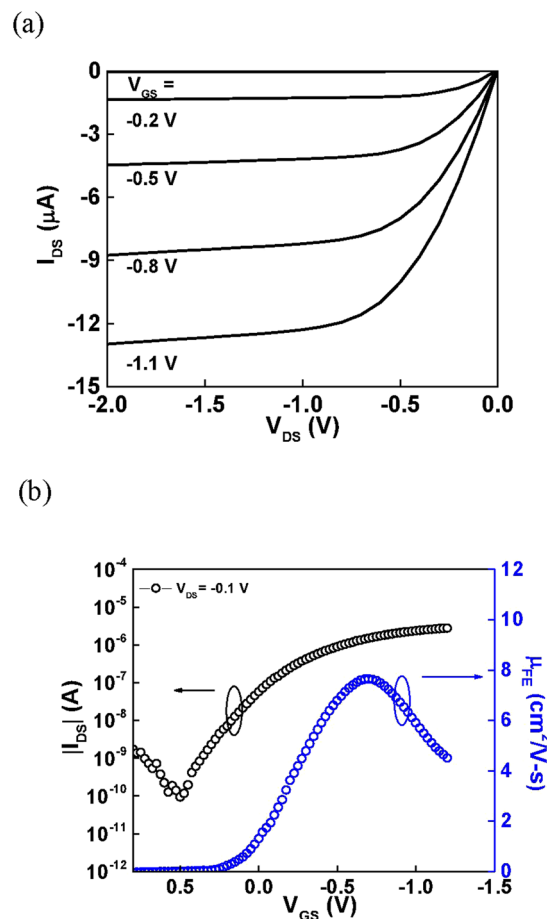 (a)
0
-3
-6
-9
-12
-15
I_DS (μA)
V_GS =
-0.2 V
-0.5 V
-0.8 V
-1.1 V
-2.0 -1.5 -1.0 -0.5 0.0
V_DS (V)
(b)
10^-4
10^-5
10^-6
10^-7
10^-8
10^-9
10^-10
10^-11
10^-12
|I_DS| (A)
V_DS = -0.1 V
12
10
8
6
4
2
0
μ_FE (cm²/V-s)
0.5 0.0 -0.5 -1.0 -1.5
V_GS (V)